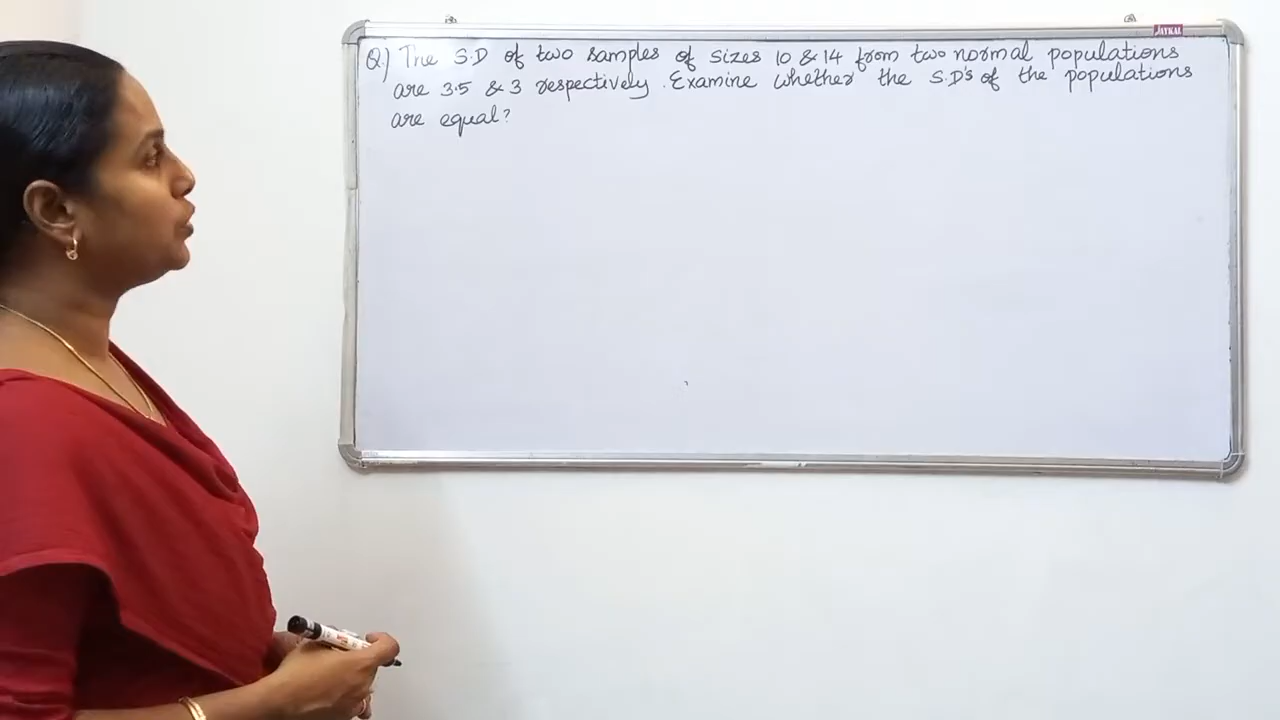 JAYKAL
Q.) The S.D of two samples of sizes 10 & 14 from two normal populations
are 3.5 & 3 respectively. Examine whether the S.D's of the populations
are equal?